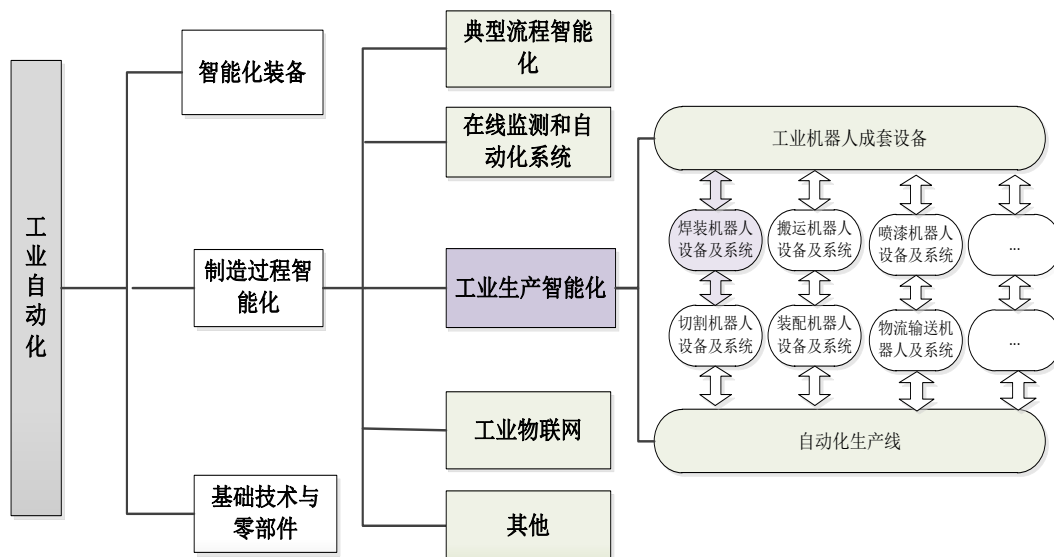 工
业
自
动
化
智能化装备
制造过程智
能化
基础技术与
零部件
典型流程智能
化
在线监测和自
动化系统
工业生产智能化
工业物联网
其他
工业机器人成套设备
焊装机器人
设备及系统
搬运机器人
设备及系统
喷漆机器人
设备及系统
...
切割机器人
设备及系统
装配机器人
设备及系统
物流输送机
器人及系统
...
自动化生产线